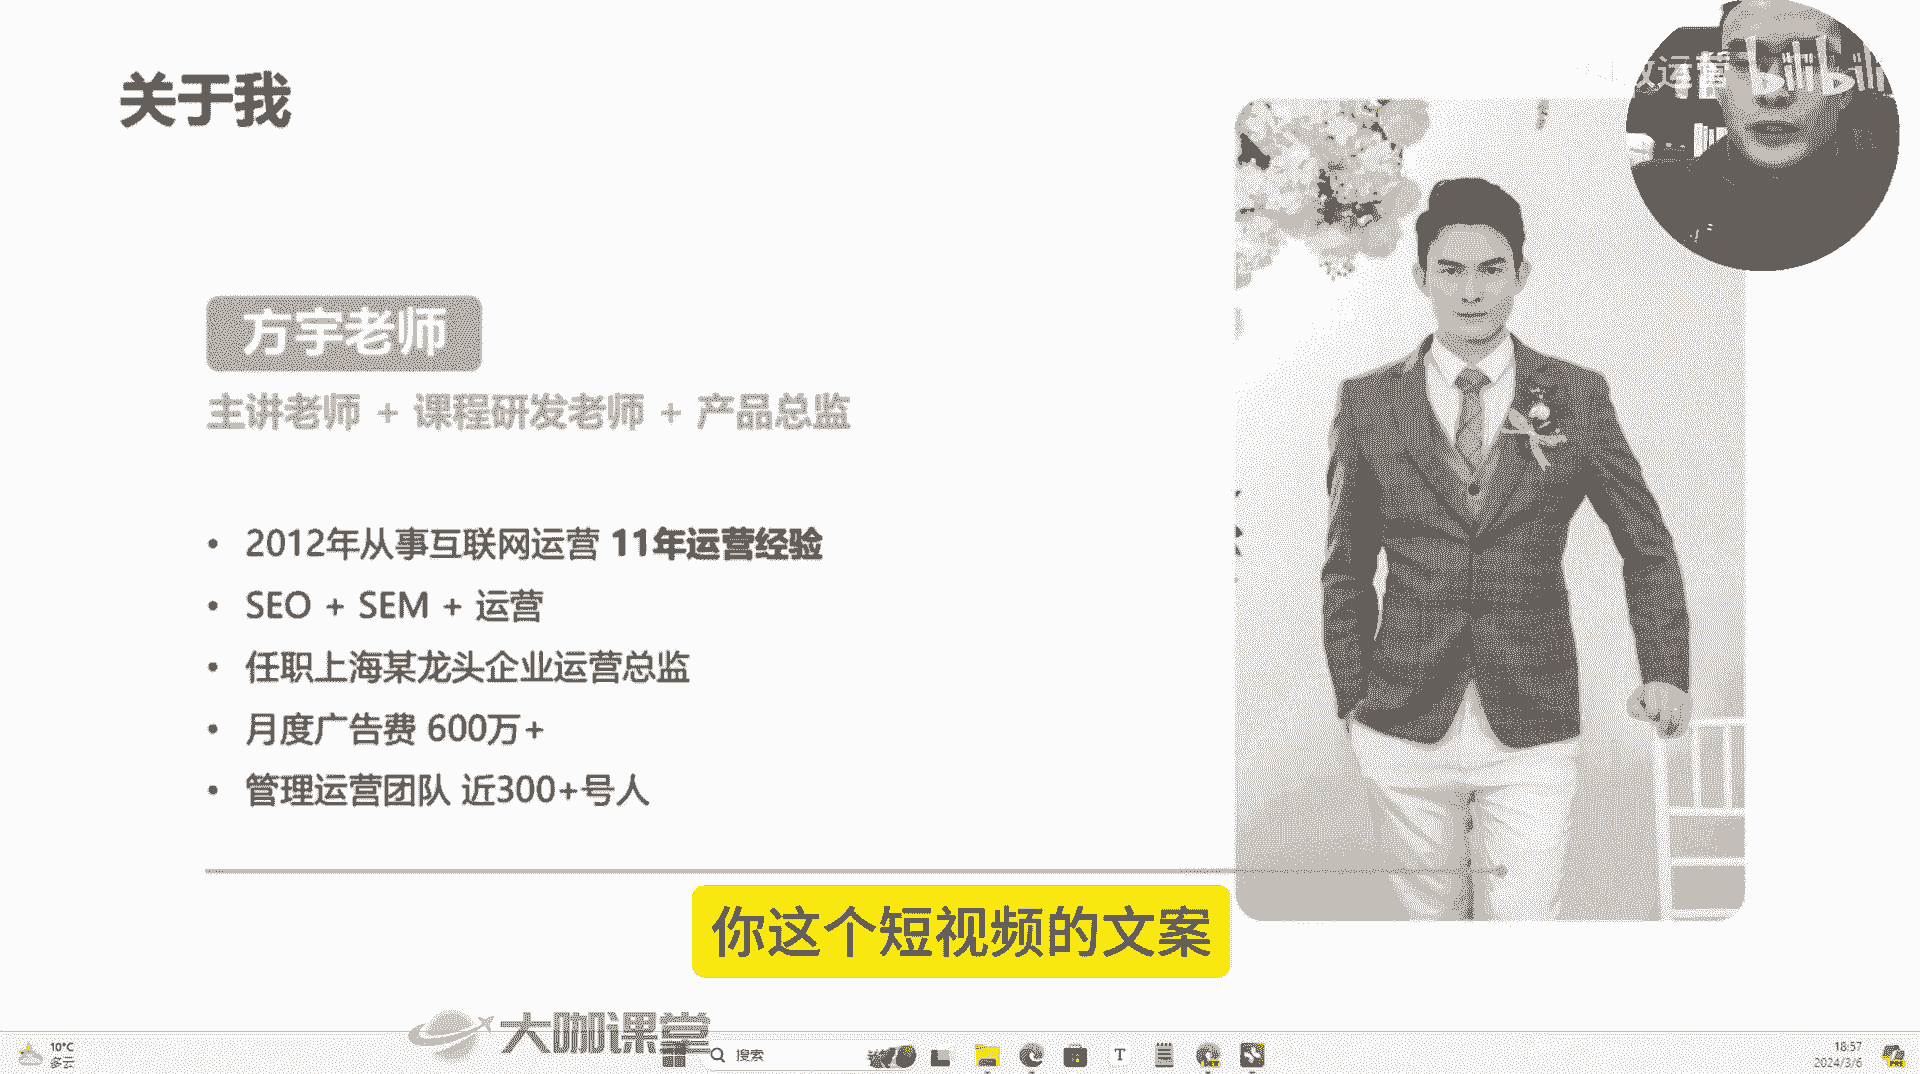 关于我
运营 bilibili
方宇老师
主讲老师 + 课程研发老师 + 产品总监
• 2012年从事互联网运营 11年运营经验
• SEO + SEM + 运营
• 任职上海某龙头企业运营总监
• 月度广告费 600万+
• 管理运营团队 近300+号人
你这个短视频的文案
大咖课堂
10°C
多云
搜索
18:57
2024/3/6